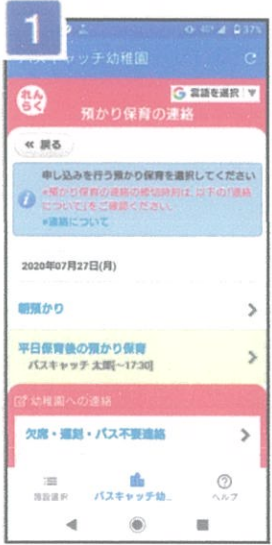 1
37%
バスキャッチ幼稚園
れんらく
G 言語を選択 ▼
預かり保育の連絡
≪ 戻る
申し込みを行う預かり保育を選択してください
※預かり保育の連絡の締切時刻は、以下の「連絡
について」をご確認ください。
※連絡について
2020年07月27日(月)
朝預かり
平日保育後の預かり保育
バスキャッチ 太郎[~17:30]
幼稚園への連絡
欠席・遅刻・バス不要連絡
施設選択
バスキャッチ幼...
ヘルプ